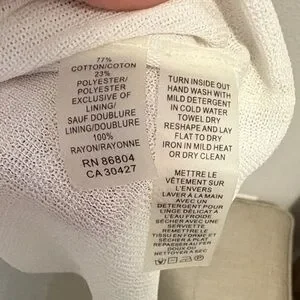 77%
COTTON/COTON
23%
POLYESTER/
POLYESTER
EXCLUSIVE OF
LINING/
SAUF DOUBLURE
LINING/DOUBLURE
100%
RAYON/RAYONNE
RN 86804
CA 30427
TURN INSIDE OUT
HAND WASH WITH
MILD DETERGENT
IN COLD WATER
TOWEL DRY
RESHAPE AND LAY
FLAT TO DRY
IRON IN MILD HEAT
OR DRY CLEAN
METTRE LE
VÊTEMENT SUR
L'ENVERS
LAVER À LA MAIN
AVEC UN
DETERGENT POUR
LINGE DÉLICAT A
L'EAU FROIDE
SÉCHER AVEC UNE
SERVIETTE
REMETTRE LE
TISSU EN FORME ET
SÉCHER A PLAT
REPASSER AU FER
DOUX OU
NETTOYER A SEC